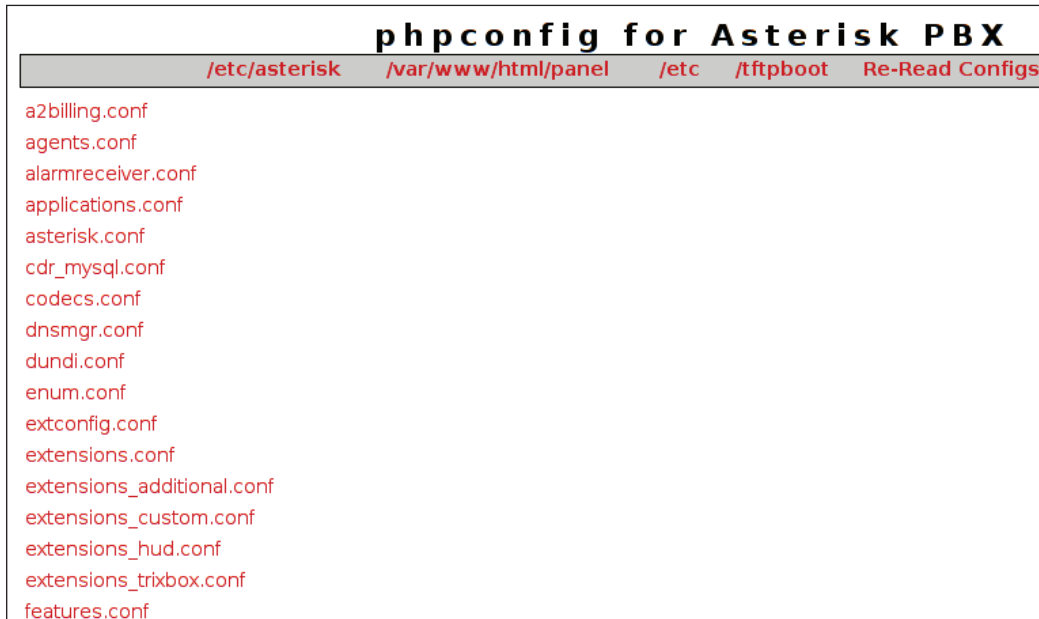 phpconfig for Asterisk PBX
/etc/asterisk /var/www/html/panel /etc /tftpboot Re-Read Configs
a2billing.conf
agents.conf
alarmreceiver.conf
applications.conf
asterisk.conf
cdr_mysql.conf
codecs.conf
dnsmgr.conf
dundi.conf
enum.conf
extconfig.conf
extensions.conf
extensions_additional.conf
extensions_custom.conf
extensions_hud.conf
extensions_trixbox.conf
features.conf